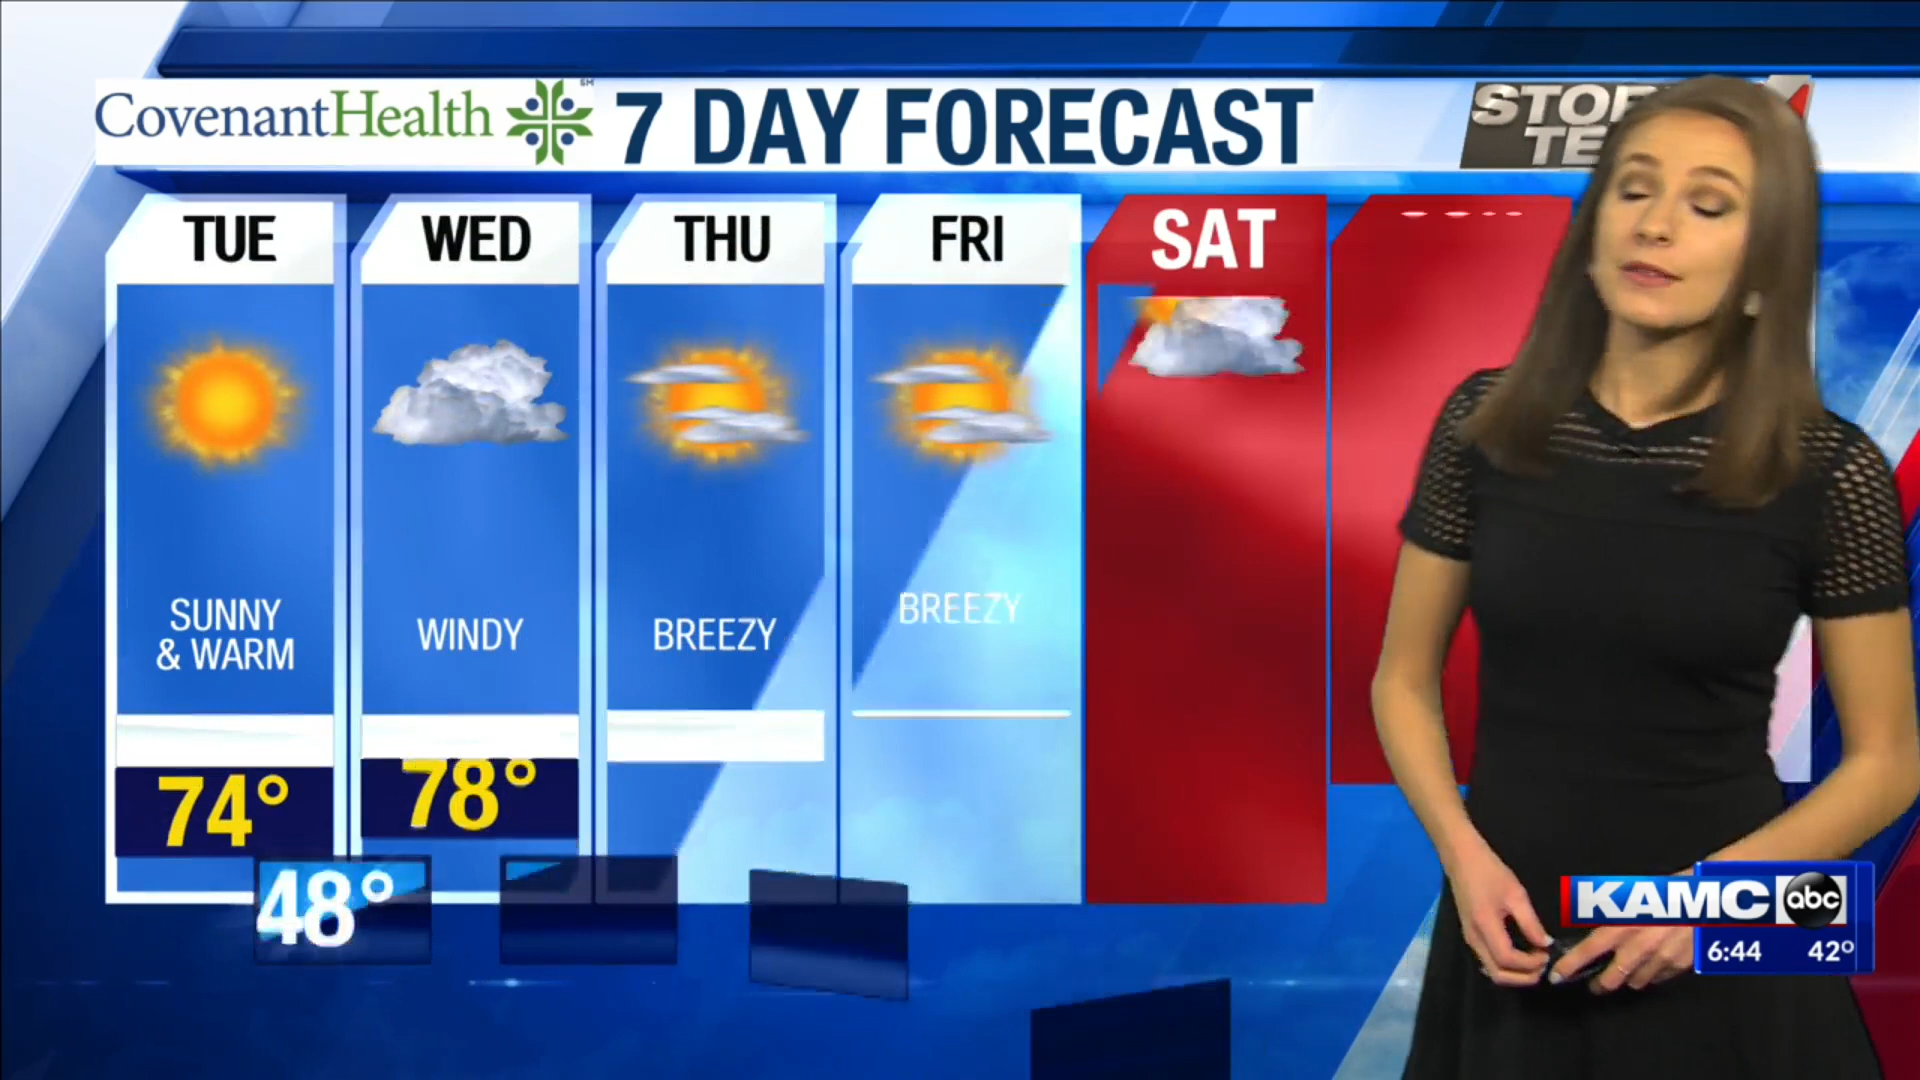 CovenantHealth SM 7 DAY FORECAST
TUE WED THU FRI SAT
SUNNY
& WARM
WINDY
BREEZY
BREEZY
74° 78°
48°
KAMC abc
6:44 42°